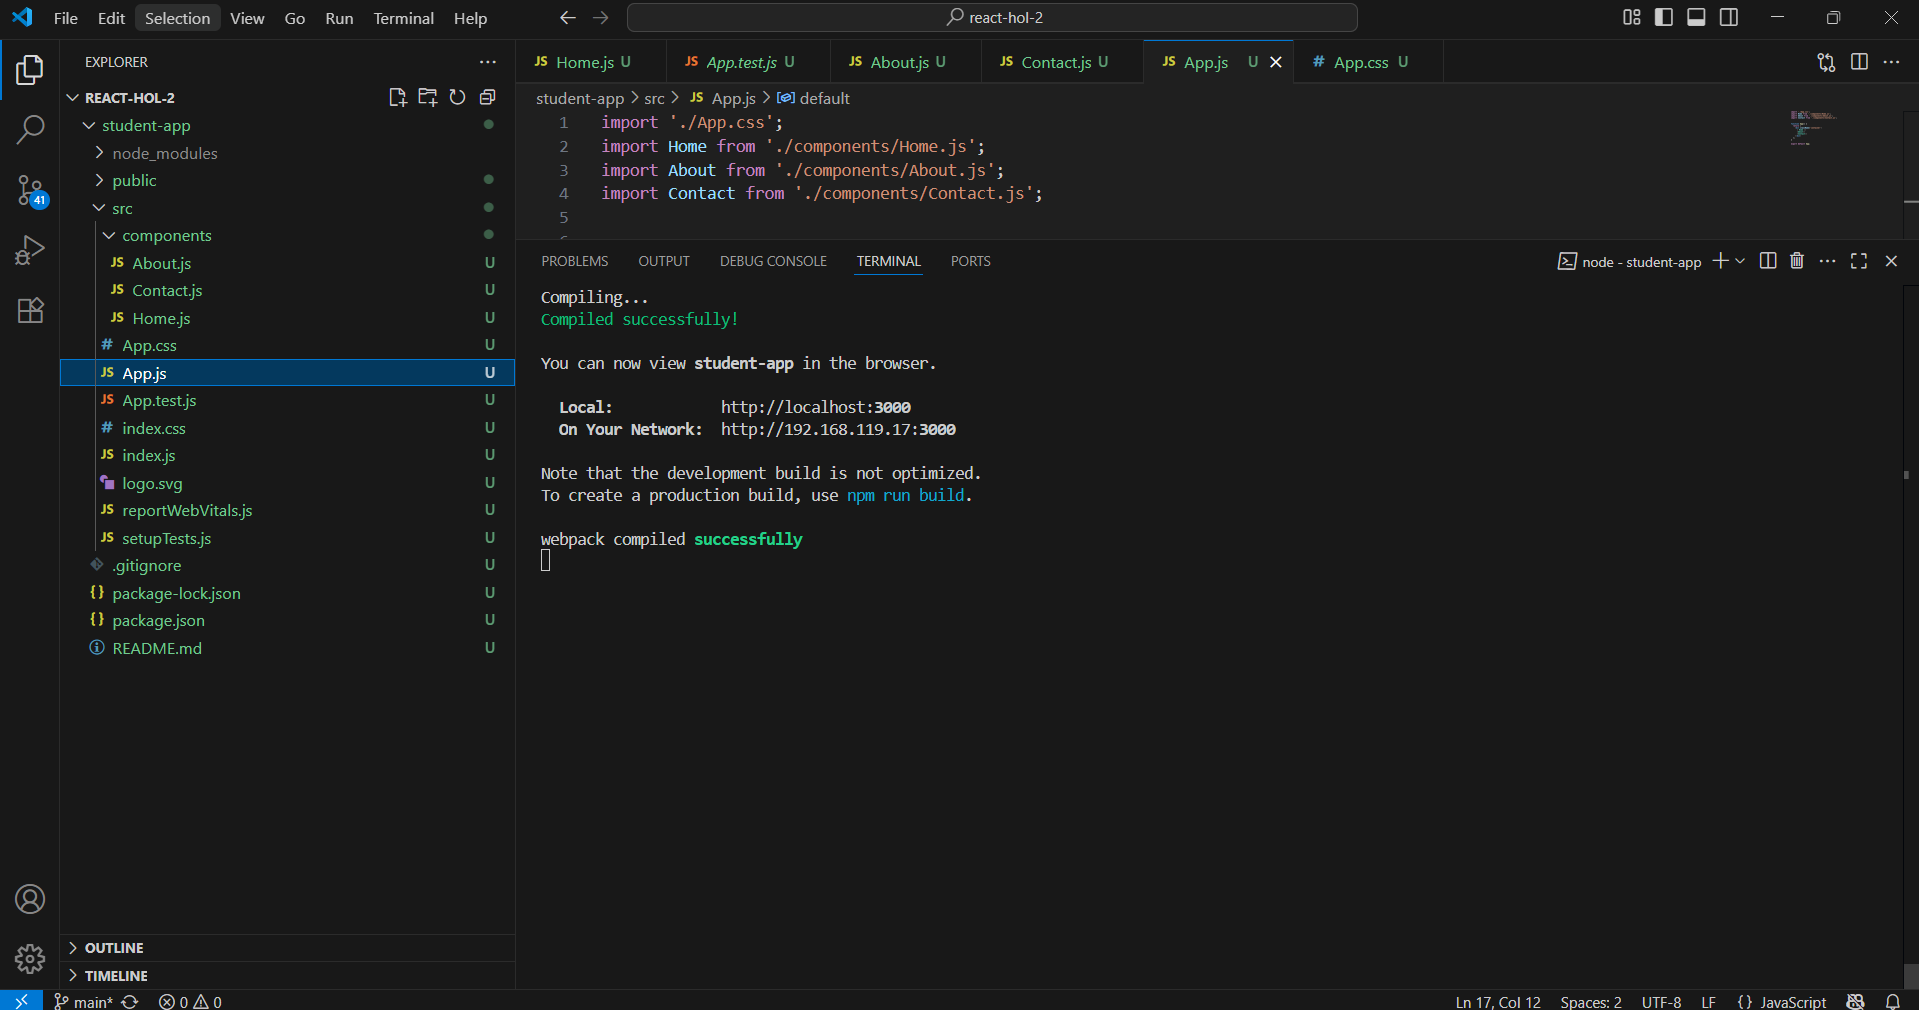 File Edit Selection View Go Run Terminal Help
react-hol-2
EXPLORER
REACT-HOL-2
student-app
node_modules
public
src
components
JS About.js U
JS Contact.js U
JS Home.js U
# App.css U
JS App.js U
JS App.test.js U
# index.css U
JS index.js U
logo.svg U
JS reportWebVitals.js U
JS setupTests.js U
.gitignore U
{} package-lock.json U
{} package.json U
README.md U
OUTLINE
TIMELINE
41
JS Home.js U JS App.test.js U JS About.js U JS Contact.js U JS App.js U # App.css U
student-app > src > JS App.js > default
1 import './App.css';
2 import Home from './components/Home.js';
3 import About from './components/About.js';
4 import Contact from './components/Contact.js';
5
PROBLEMS OUTPUT DEBUG CONSOLE TERMINAL PORTS
node - student-app
Compiling...
Compiled successfully!
You can now view student-app in the browser.
Local: http://localhost:3000
On Your Network: http://192.168.119.17:3000
Note that the development build is not optimized.
To create a production build, use npm run build.
webpack compiled successfully
main* 0 0
Ln 17, Col 12 Spaces: 2 UTF-8 LF {} JavaScript